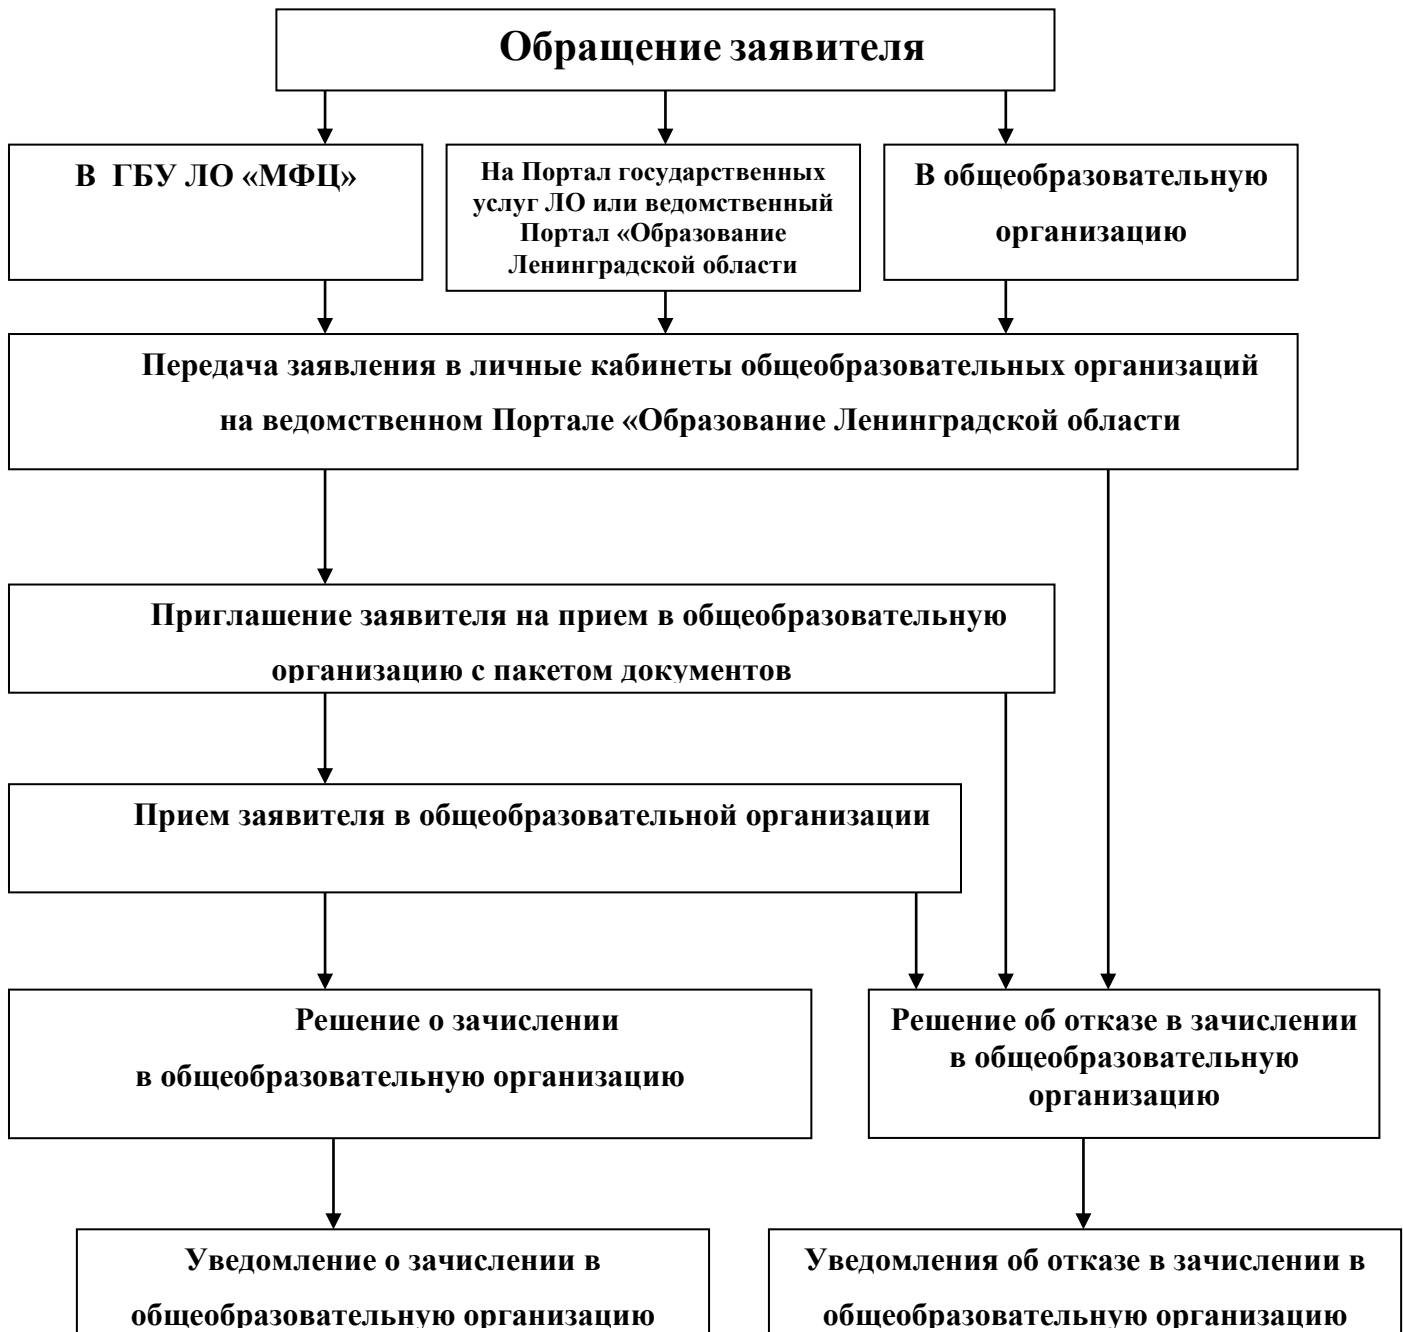 Обращение заявителя
В ГБУ ЛО «МФЦ»
На Портал государственных
услуг ЛО или ведомственный
Портал «Образование
Ленинградской области
В общеобразовательную
организацию
Передача заявления в личные кабинеты общеобразовательных организаций
на ведомственном Портале «Образование Ленинградской области
Приглашение заявителя на прием в общеобразовательную
организацию с пакетом документов
Прием заявителя в общеобразовательной организации
Решение о зачислении
в общеобразовательную организацию
Решение об отказе в зачислении
в общеобразовательную
организацию
Уведомление о зачислении в
общеобразовательную организацию
Уведомления об отказе в зачислении в
общеобразовательную организацию